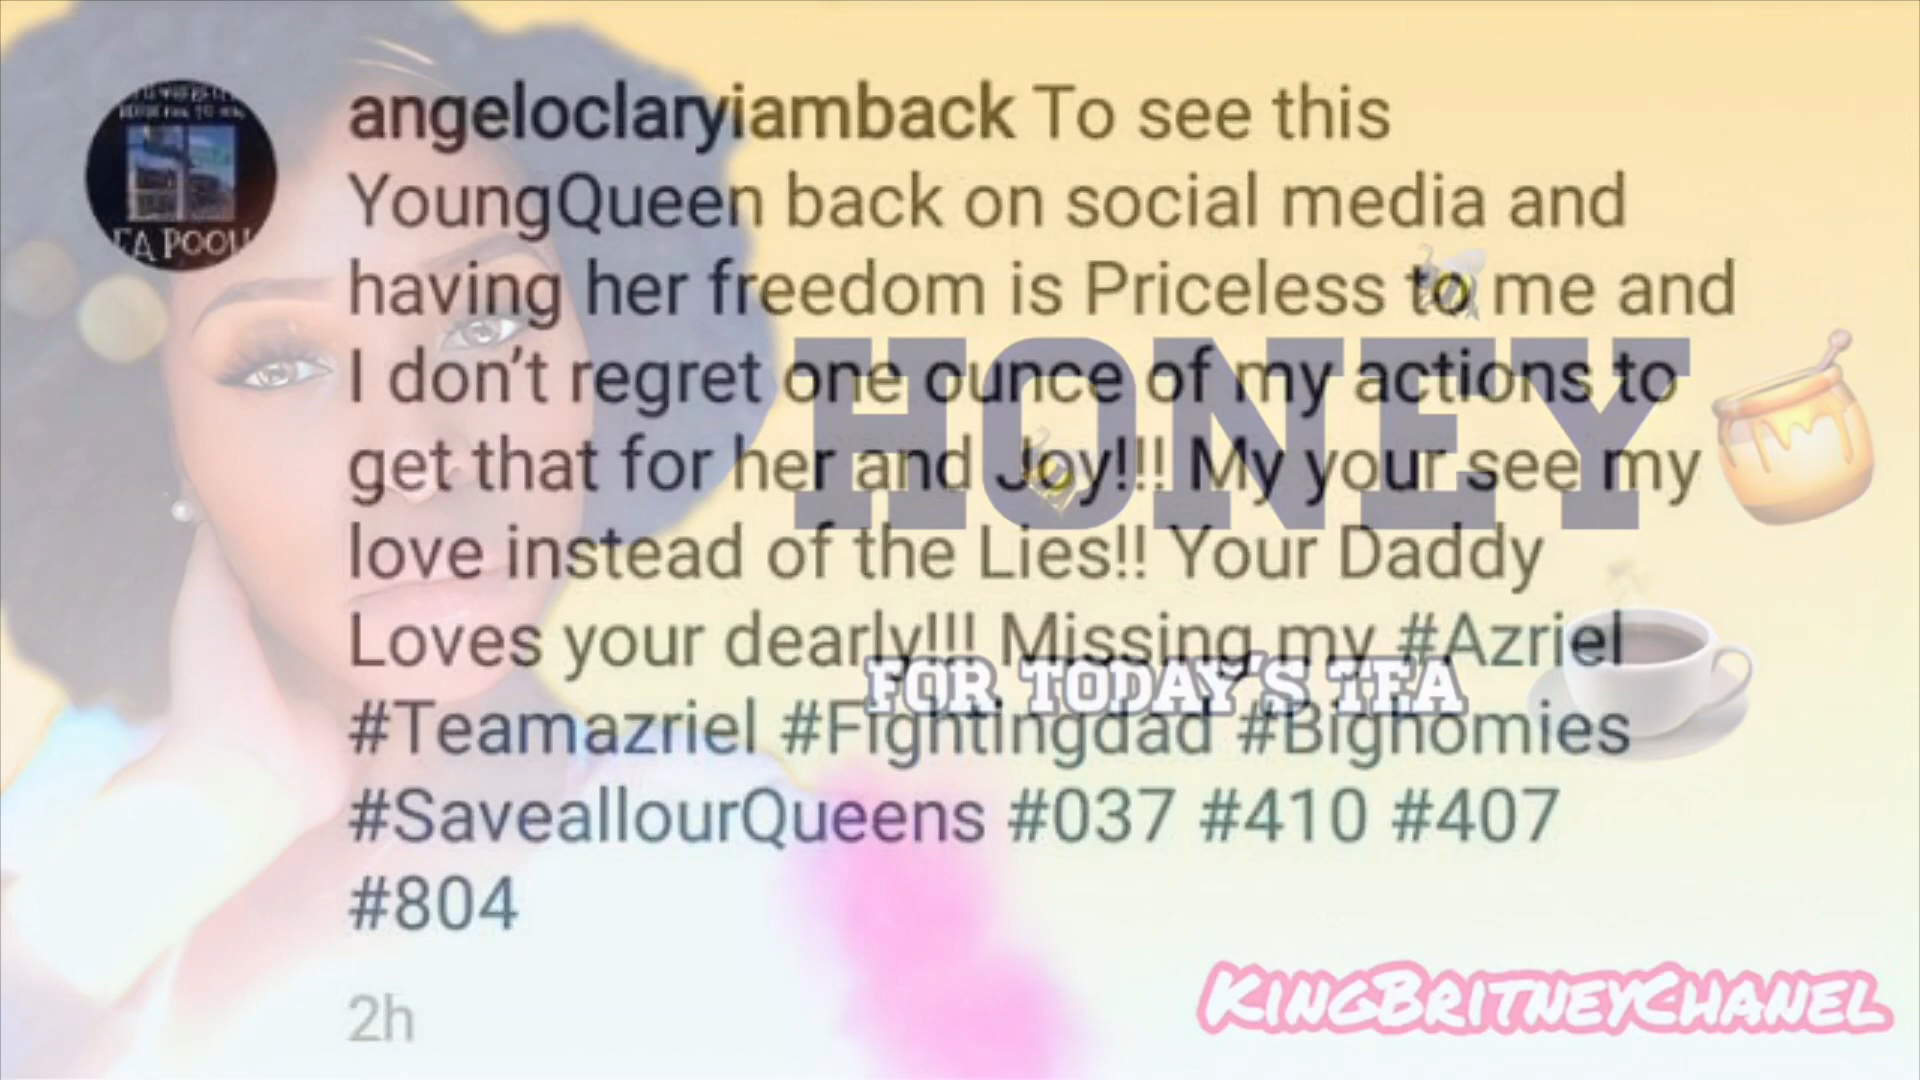 angeloclaryiamback To see this
YoungQueen back on social media and
having her freedom is Priceless to me and
I don’t regret one ounce of my actions to
get that for her and Joy!!! My your see my
love instead of the Lies!! Your Daddy
Loves your dearly!!! Missing my #Azriel
#Teamazriel #Fightingdad #Bighomies
#SaveallourQueens #037 #410 #407
#804
2h
HONEY
FOR TODAY'S TEA
KINGBRITNEYCHANEL